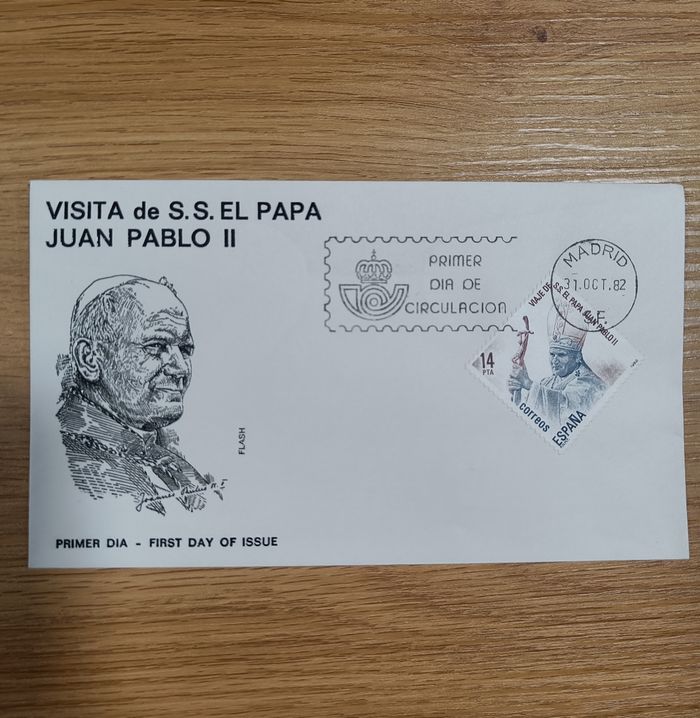 VISITA de S.S. EL PAPA
JUAN PABLO II
PRIMER
DIA DE
CIRCULACION
MADRID
31.OCT.82
F.
VIAJE DE S.S. EL PAPA JUAN PABLO II
14
PTA
correos
ESPAÑA
FLASH
PRIMER DIA - FIRST DAY OF ISSUE